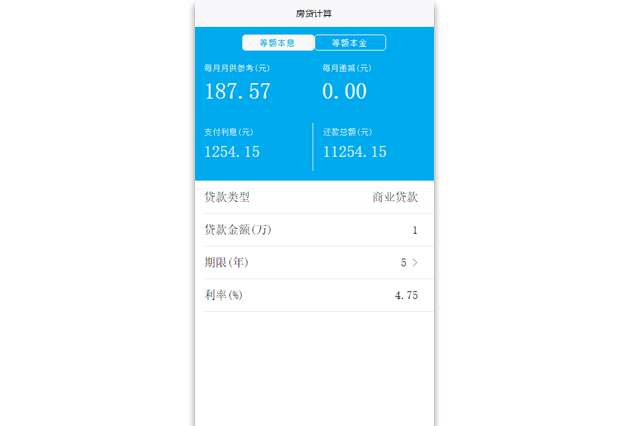 房贷计算
等额本息 等额本金
每月月供参考(元) 每月递减(元)
187.57 0.00
支付利息(元) 还款总额(元)
1254.15 11254.15
贷款类型 商业贷款
贷款金额(万) 1
期限(年) 5
利率(%) 4.75